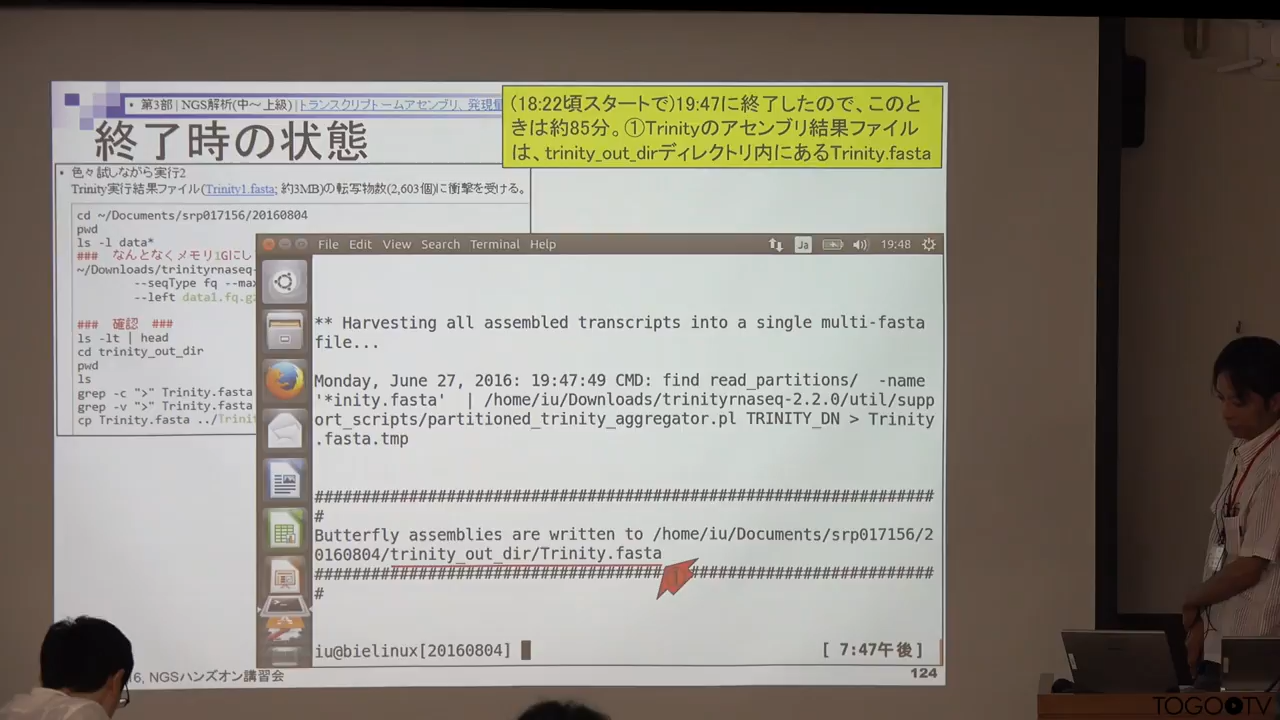 ・第3部 | NGS解析(中～上級) | トランスクリプトームアセンブリ、発現量
終了時の状態
(18:22頃スタートで)19:47に終了したので、このと
きは約85分。①Trinityのアセンブリ結果ファイル
は、trinity_out_dirディレクトリ内にあるTrinity.fasta
・色々試しながら実行2
Trinity実行結果ファイル(Trinity1.fasta; 約3MB)の転写物数(2,603個)に衝撃を受ける。
cd ~/Documents/srp017156/20160804
pwd
ls -l data*
### なんとなくメモリ1Gにし
~/Downloads/trinityrnaseq-
--seqType fq --max
--left data1.fq.gz
### 確認 ###
ls -lt | head
cd trinity_out_dir
pwd
ls
grep -c ">" Trinity.fasta
grep -v ">" Trinity.fasta
cp Trinity.fasta ../Trini
File Edit View Search Terminal Help
Ja
19:48
** Harvesting all assembled transcripts into a single multi-fasta
file...
Monday, June 27, 2016: 19:47:49 CMD: find read_partitions/ -name
'*inity.fasta' | /home/iu/Downloads/trinityrnaseq-2.2.0/util/supp
ort_scripts/partitioned_trinity_aggregator.pl TRINITY_DN > Trinity
.fasta.tmp
#################################################################
#
Butterfly assemblies are written to /home/iu/Documents/srp017156/2
0160804/trinity_out_dir/Trinity.fasta
#################################################################
①
#
iu@bielinux[20160804]
[ 7:47午後]
16, NGSハンズオン講習会
124
TOGOTV